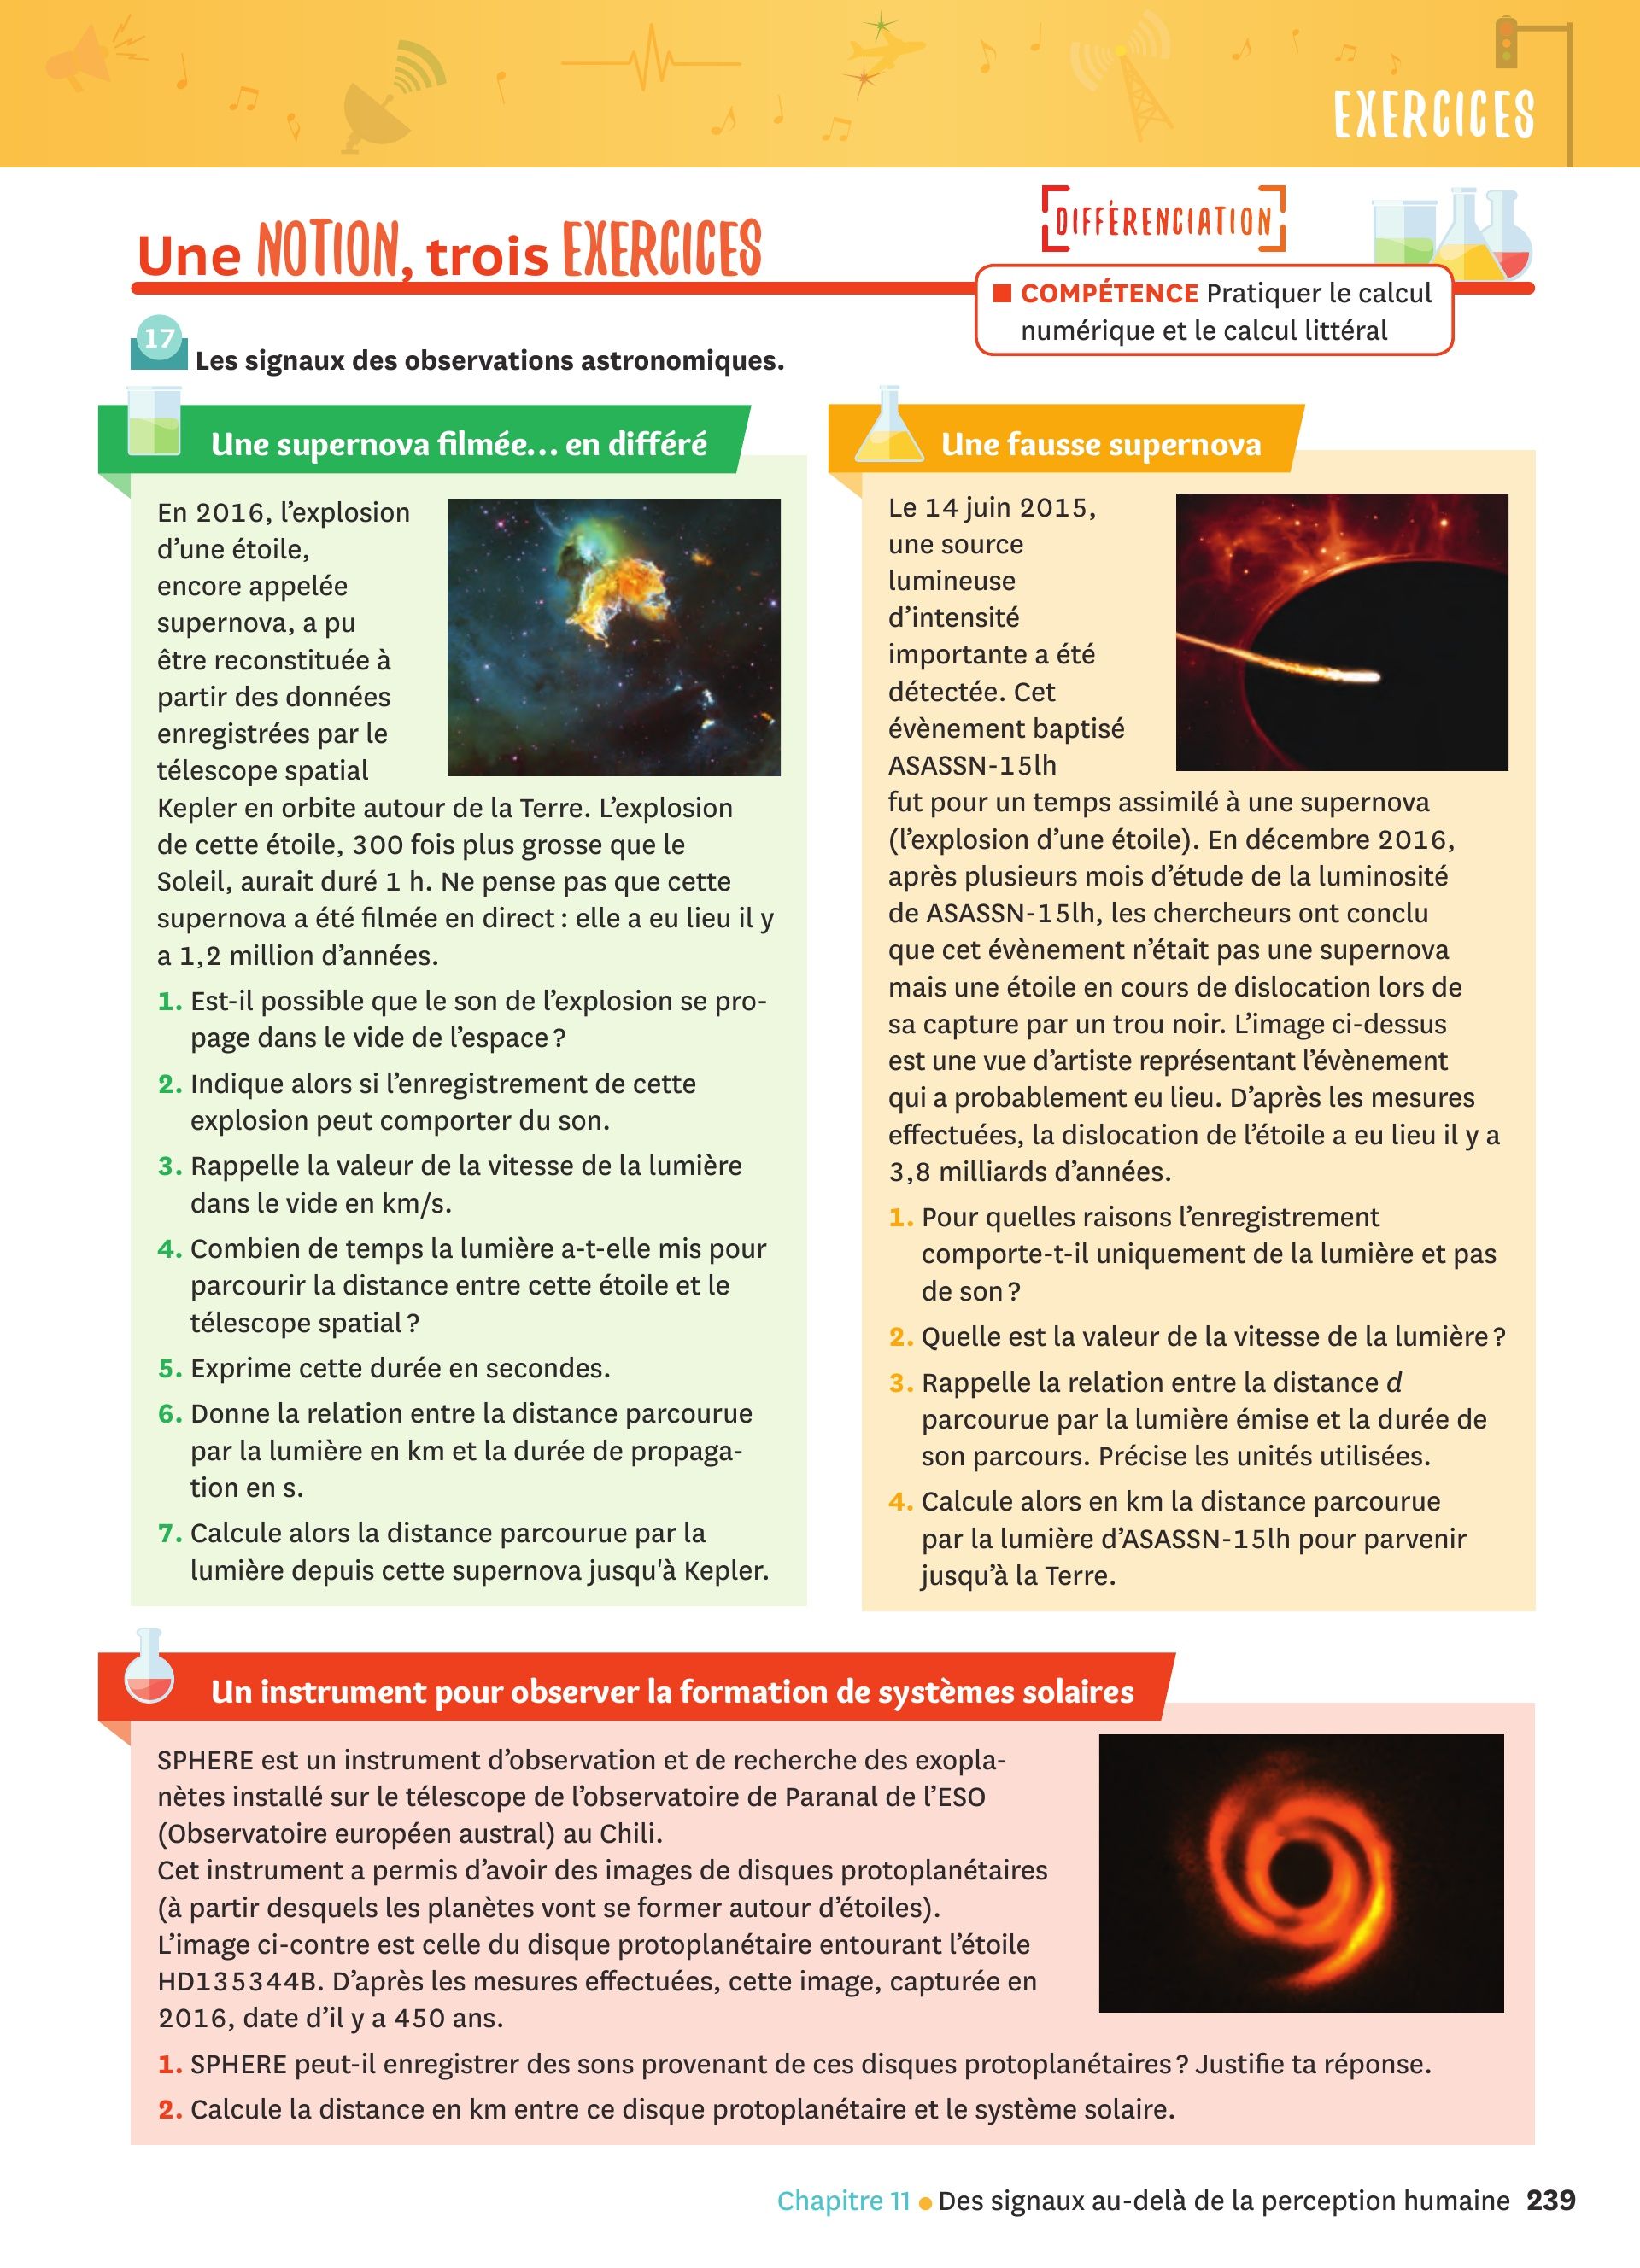 EXERCICES
DIFFÉRENCIATION
Une NOTION, trois EXERCICES
■ COMPÉTENCE Pratiquer le calcul
numérique et le calcul littéral
17
Les signaux des observations astronomiques.
Une supernova filmée… en différé
En 2016, l’explosion
d’une étoile,
encore appelée
supernova, a pu
être reconstituée à
partir des données
enregistrées par le
télescope spatial
Kepler en orbite autour de la Terre. L’explosion
de cette étoile, 300 fois plus grosse que le
Soleil, aurait duré 1 h. Ne pense pas que cette
supernova a été filmée en direct : elle a eu lieu il y
a 1,2 million d’années.
1. Est-il possible que le son de l’explosion se pro-
page dans le vide de l’espace ?
2. Indique alors si l’enregistrement de cette
explosion peut comporter du son.
3. Rappelle la valeur de la vitesse de la lumière
dans le vide en km/s.
4. Combien de temps la lumière a-t-elle mis pour
parcourir la distance entre cette étoile et le
télescope spatial ?
5. Exprime cette durée en secondes.
6. Donne la relation entre la distance parcourue
par la lumière en km et la durée de propaga-
tion en s.
7. Calcule alors la distance parcourue par la
lumière depuis cette supernova jusqu'à Kepler.
Une fausse supernova
Le 14 juin 2015,
une source
lumineuse
d’intensité
importante a été
détectée. Cet
évènement baptisé
ASASSN-15lh
fut pour un temps assimilé à une supernova
(l’explosion d’une étoile). En décembre 2016,
après plusieurs mois d’étude de la luminosité
de ASASSN-15lh, les chercheurs ont conclu
que cet évènement n’était pas une supernova
mais une étoile en cours de dislocation lors de
sa capture par un trou noir. L’image ci-dessus
est une vue d’artiste représentant l’évènement
qui a probablement eu lieu. D’après les mesures
effectuées, la dislocation de l’étoile a eu lieu il y a
3,8 milliards d’années.
1. Pour quelles raisons l’enregistrement
comporte-t-il uniquement de la lumière et pas
de son ?
2. Quelle est la valeur de la vitesse de la lumière ?
3. Rappelle la relation entre la distance d
parcourue par la lumière émise et la durée de
son parcours. Précise les unités utilisées.
4. Calcule alors en km la distance parcourue
par la lumière d’ASASSN-15lh pour parvenir
jusqu’à la Terre.
Un instrument pour observer la formation de systèmes solaires
SPHERE est un instrument d’observation et de recherche des exopla-
nètes installé sur le télescope de l’observatoire de Paranal de l’ESO
(Observatoire européen austral) au Chili.
Cet instrument a permis d’avoir des images de disques protoplanétaires
(à partir desquels les planètes vont se former autour d’étoiles).
L’image ci-contre est celle du disque protoplanétaire entourant l’étoile
HD135344B. D’après les mesures effectuées, cette image, capturée en
2016, date d’il y a 450 ans.
1. SPHERE peut-il enregistrer des sons provenant de ces disques protoplanétaires ? Justifie ta réponse.
2. Calcule la distance en km entre ce disque protoplanétaire et le système solaire.
Chapitre 11 ● Des signaux au-delà de la perception humaine 239